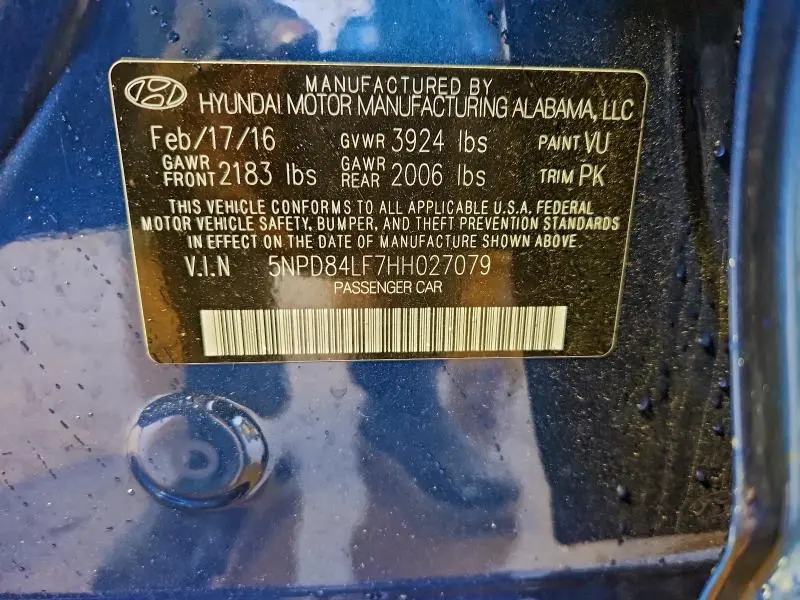 MANUFACTURED BY
HYUNDAI MOTOR MANUFACTURING ALABAMA, LLC
Feb/17/16 GVWR 3924 lbs PAINT VU
GAWR FRONT 2183 lbs GAWR REAR 2006 lbs TRIM PK
THIS VEHICLE CONFORMS TO ALL APPLICABLE U.S.A. FEDERAL
MOTOR VEHICLE SAFETY, BUMPER, AND THEFT PREVENTION STANDARDS
IN EFFECT ON THE DATE OF MANUFACTURE SHOWN ABOVE.
V.I.N 5NPD84LF7HH027079
PASSENGER CAR